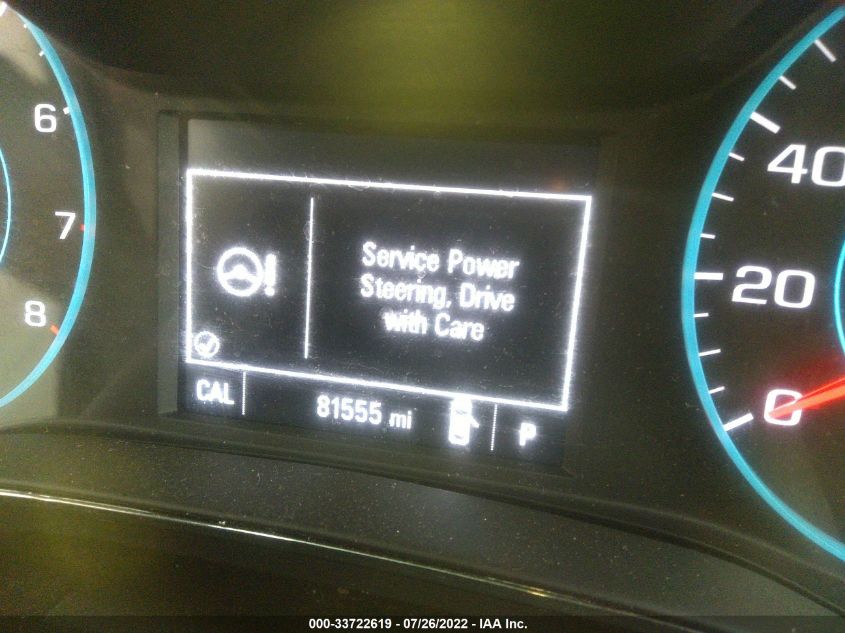 6
7
8
Service Power
Steering, Drive
with Care
CAL
81555 mi
P
40
20
0
000-33722619 - 07/26/2022 - IAA Inc.